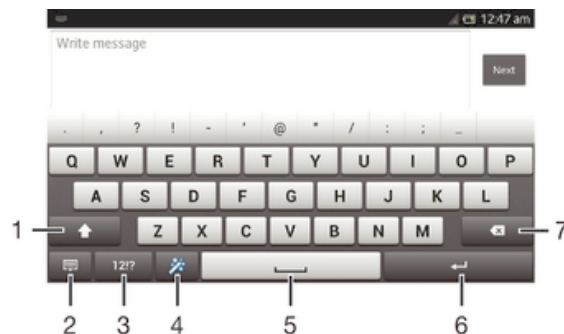 12:47 am
Write message
Next
. , ? ! - ' @ " / : ; _
Q W E R T Y U I O P
A S D F G H J K L
1 Z X C V B N M 7
12!?
2 3 4 5 6